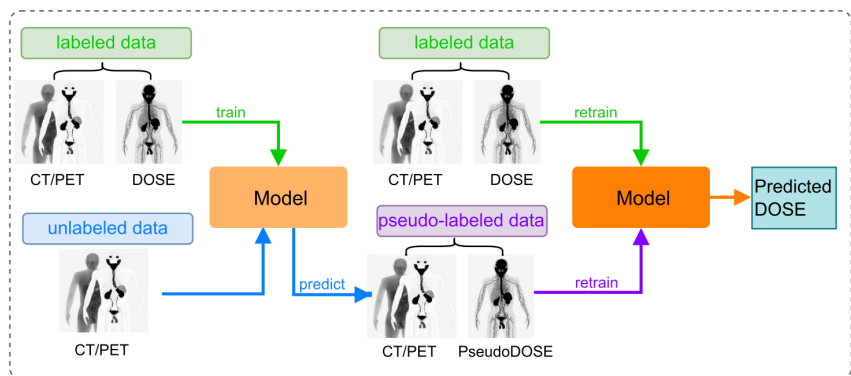 labeled data
CT/PET
DOSE
train
Model
unlabeled data
CT/PET
predict
labeled data
CT/PET
DOSE
retrain
pseudo-labeled data
CT/PET
PseudoDOSE
retrain
Model
Predicted
DOSE